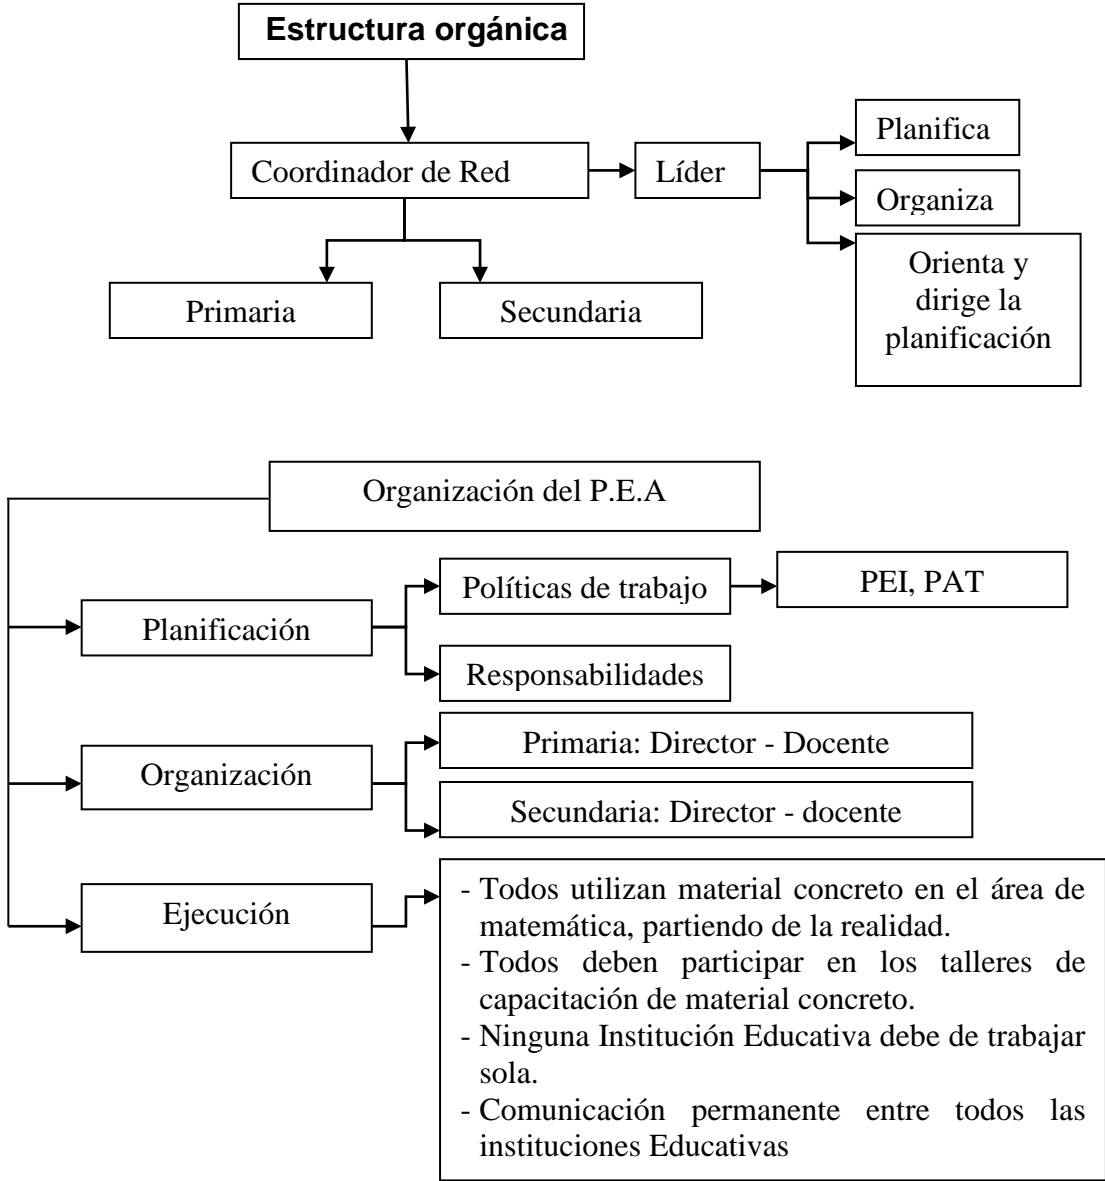 Estructura orgánica
Planifica
Coordinador de Red
Líder
Organiza
Orienta y
dirige la
planificación
Primaria
Secundaria
Organización del P.E.A
Políticas de trabajo
PEI, PAT
Planificación
Responsabilidades
Primaria: Director - Docente
Organización
Secundaria: Director - docente
Ejecución
- Todos utilizan material concreto en el área de
matemática, partiendo de la realidad.
- Todos deben participar en los talleres de
capacitación de material concreto.
- Ninguna Institución Educativa debe de trabajar
sola.
- Comunicación permanente entre todos las
instituciones Educativas